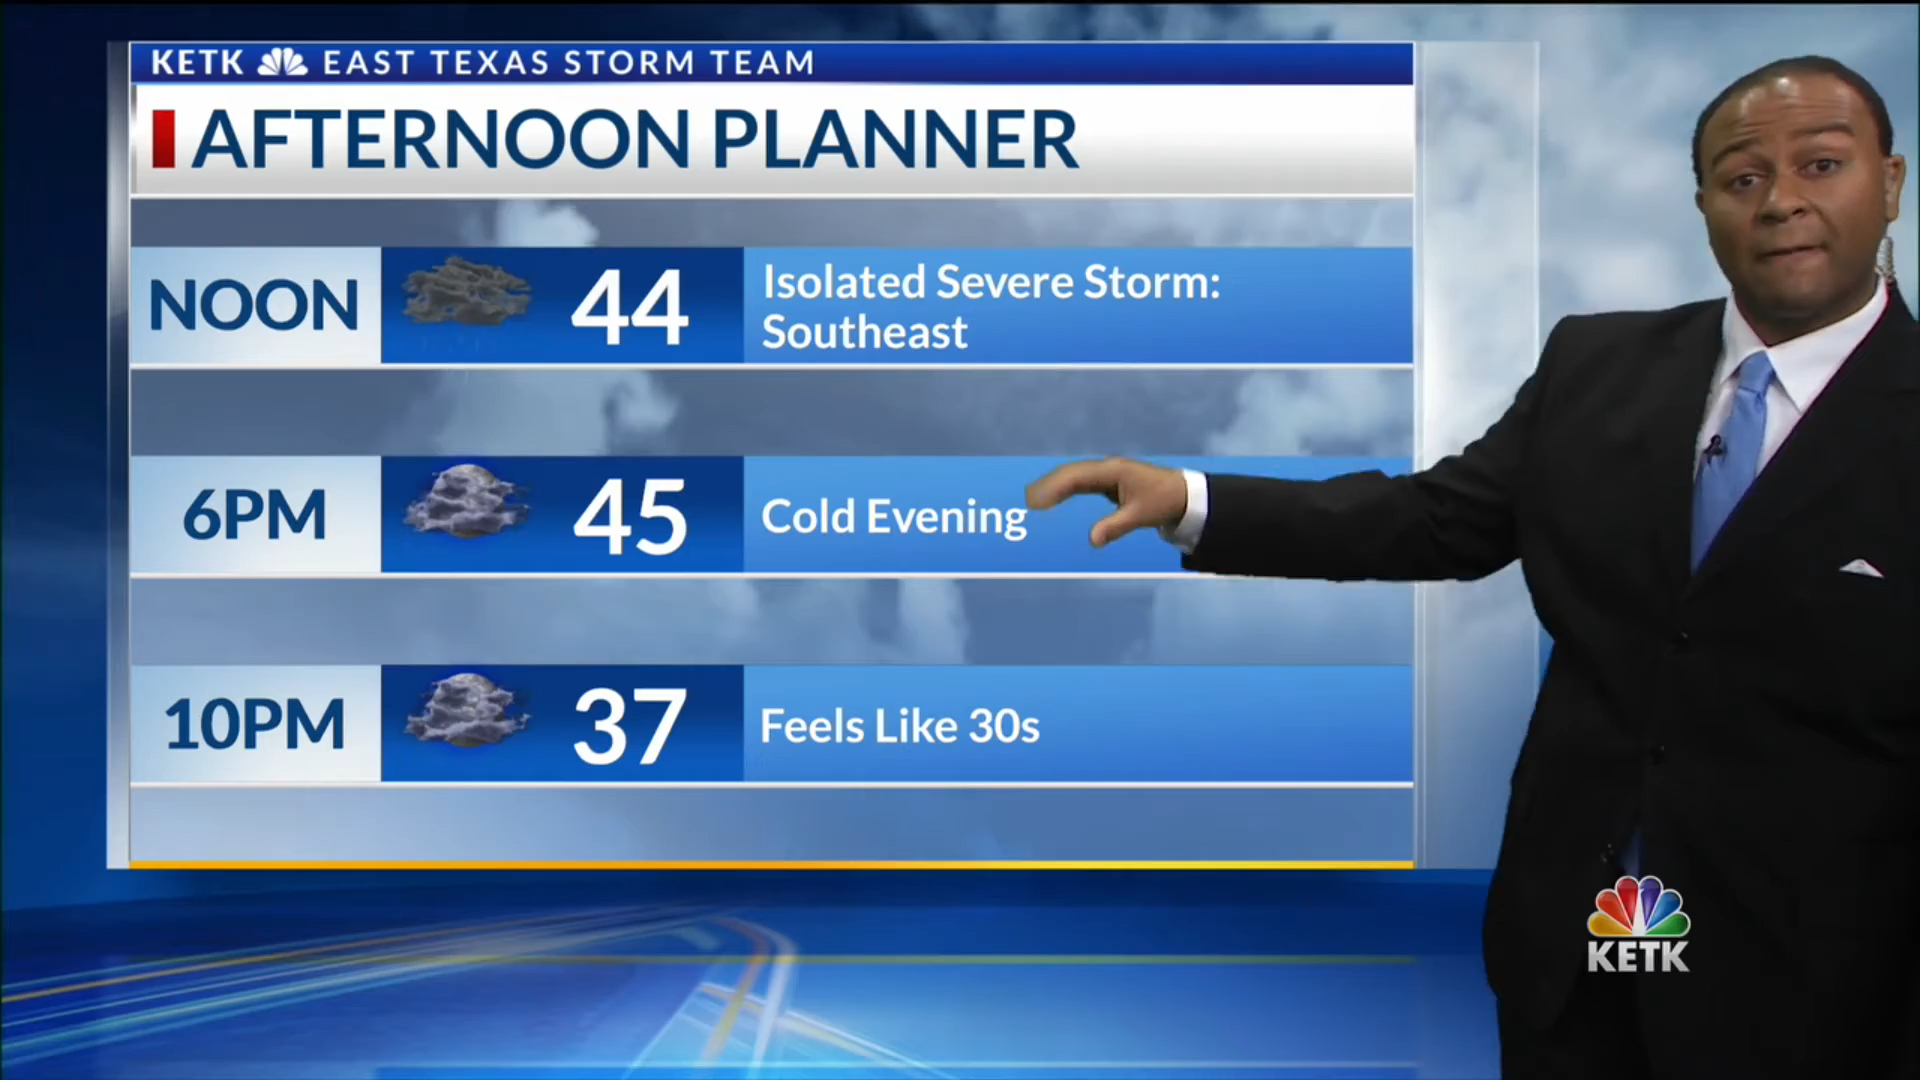 KETK EAST TEXAS STORM TEAM
AFTERNOON PLANNER
NOON 44 Isolated Severe Storm:
Southeast
6PM 45 Cold Evening
10PM 37 Feels Like 30s
KETK